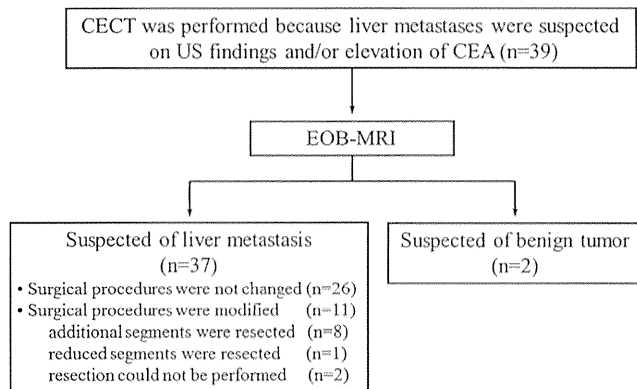 CECT was performed because liver metastases were suspected
on US findings and/or elevation of CEA (n=39)
EOB-MRI
Suspected of liver metastasis
(n=37)
• Surgical procedures were not changed (n=26)
• Surgical procedures were modified (n=11)
additional segments were resected (n=8)
reduced segments were resected (n=1)
resection could not be performed (n=2)
Suspected of benign tumor
(n=2)